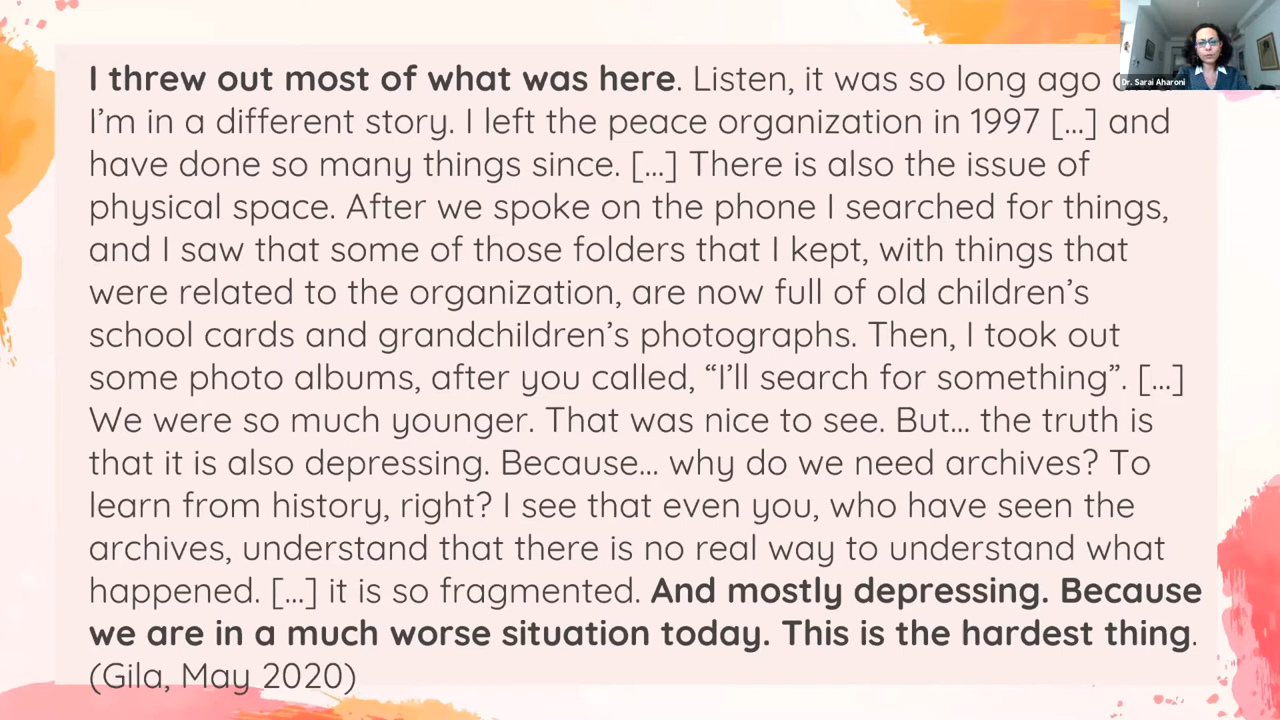 I threw out most of what was here. Listen, it was so long ago
I’m in a different story. I left the peace organization in 1997 [...] and
have done so many things since. [...] There is also the issue of
physical space. After we spoke on the phone I searched for things,
and I saw that some of those folders that I kept, with things that
were related to the organization, are now full of old children’s
school cards and grandchildren’s photographs. Then, I took out
some photo albums, after you called, “I’ll search for something”. [...]
We were so much younger. That was nice to see. But... the truth is
that it is also depressing. Because... why do we need archives? To
learn from history, right? I see that even you, who have seen the
archives, understand that there is no real way to understand what
happened. [...] it is so fragmented. And mostly depressing. Because
we are in a much worse situation today. This is the hardest thing.
(Gila, May 2020)
Dr. Sarai Aharoni